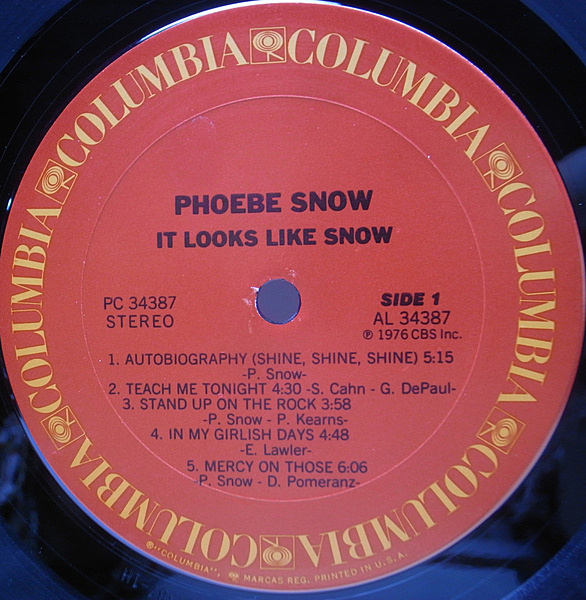 COLUMBIA COLUMBIA COLUMBIA COLUMBIA COLUMBIA COLUMBIA
PHOEBE SNOW
IT LOOKS LIKE SNOW
PC 34387
STEREO
SIDE 1
AL 34387
℗ 1976 CBS Inc.
1. AUTOBIOGRAPHY (SHINE, SHINE, SHINE) 5:15
-P. Snow-
2. TEACH ME TONIGHT 4:30 -S. Cahn - G. DePaul-
3. STAND UP ON THE ROCK 3:58
-P. Snow - P. Kearns-
4. IN MY GIRLISH DAYS 4:48
-E. Lawler-
5. MERCY ON THOSE 6:06
-P. Snow - D. Pomeranz-
®"COLUMBIA", MARCAS REG. PRINTED IN U.S.A.